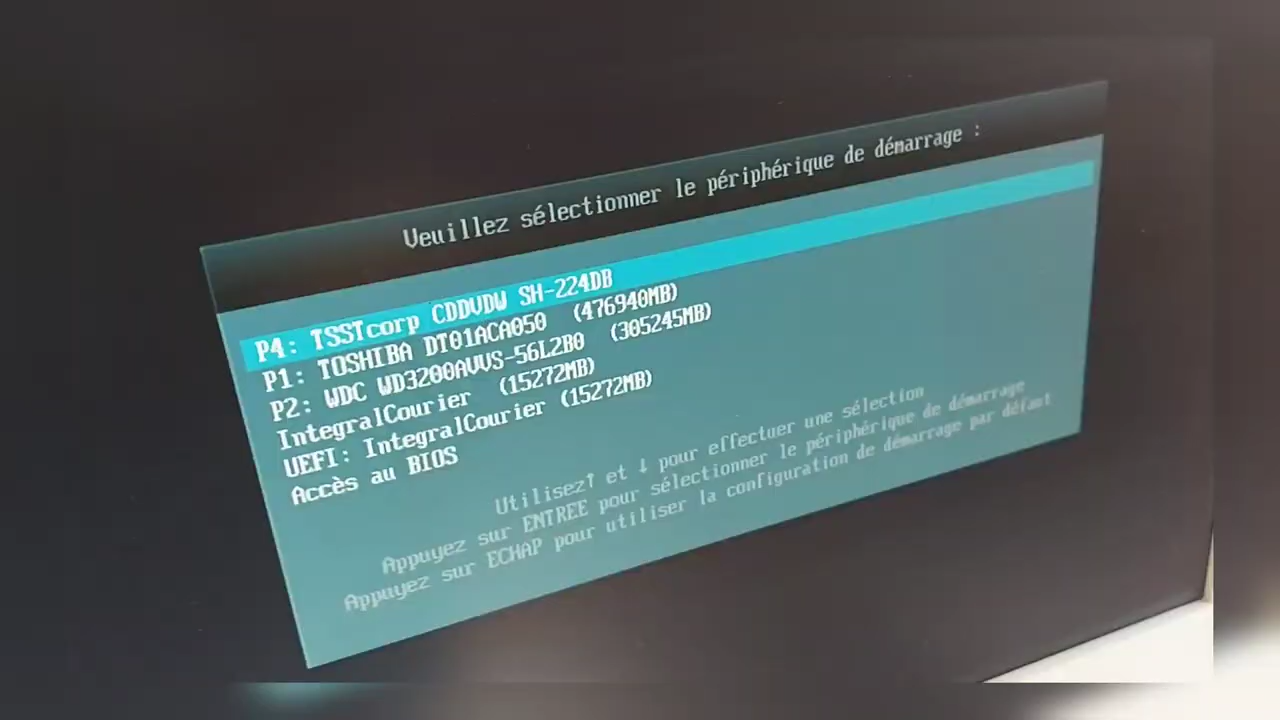 Veuillez sélectionner le périphérique de démarrage :
P4: TSSTcorp CDDVDW SH-224DB
P1: TOSHIBA DT01ACA050 (476940MB)
P2: WDC WD3200AVVS-56L2B0 (305245MB)
IntegralCourier (15272MB)
UEFI: IntegralCourier (15272MB)
Accès au BIOS
Utilisez↑ et ↓ pour effectuer une sélection
Appuyez sur ENTREE pour sélectionner le périphérique de démarrage
Appuyez sur ECHAP pour utiliser la configuration de démarrage par défaut